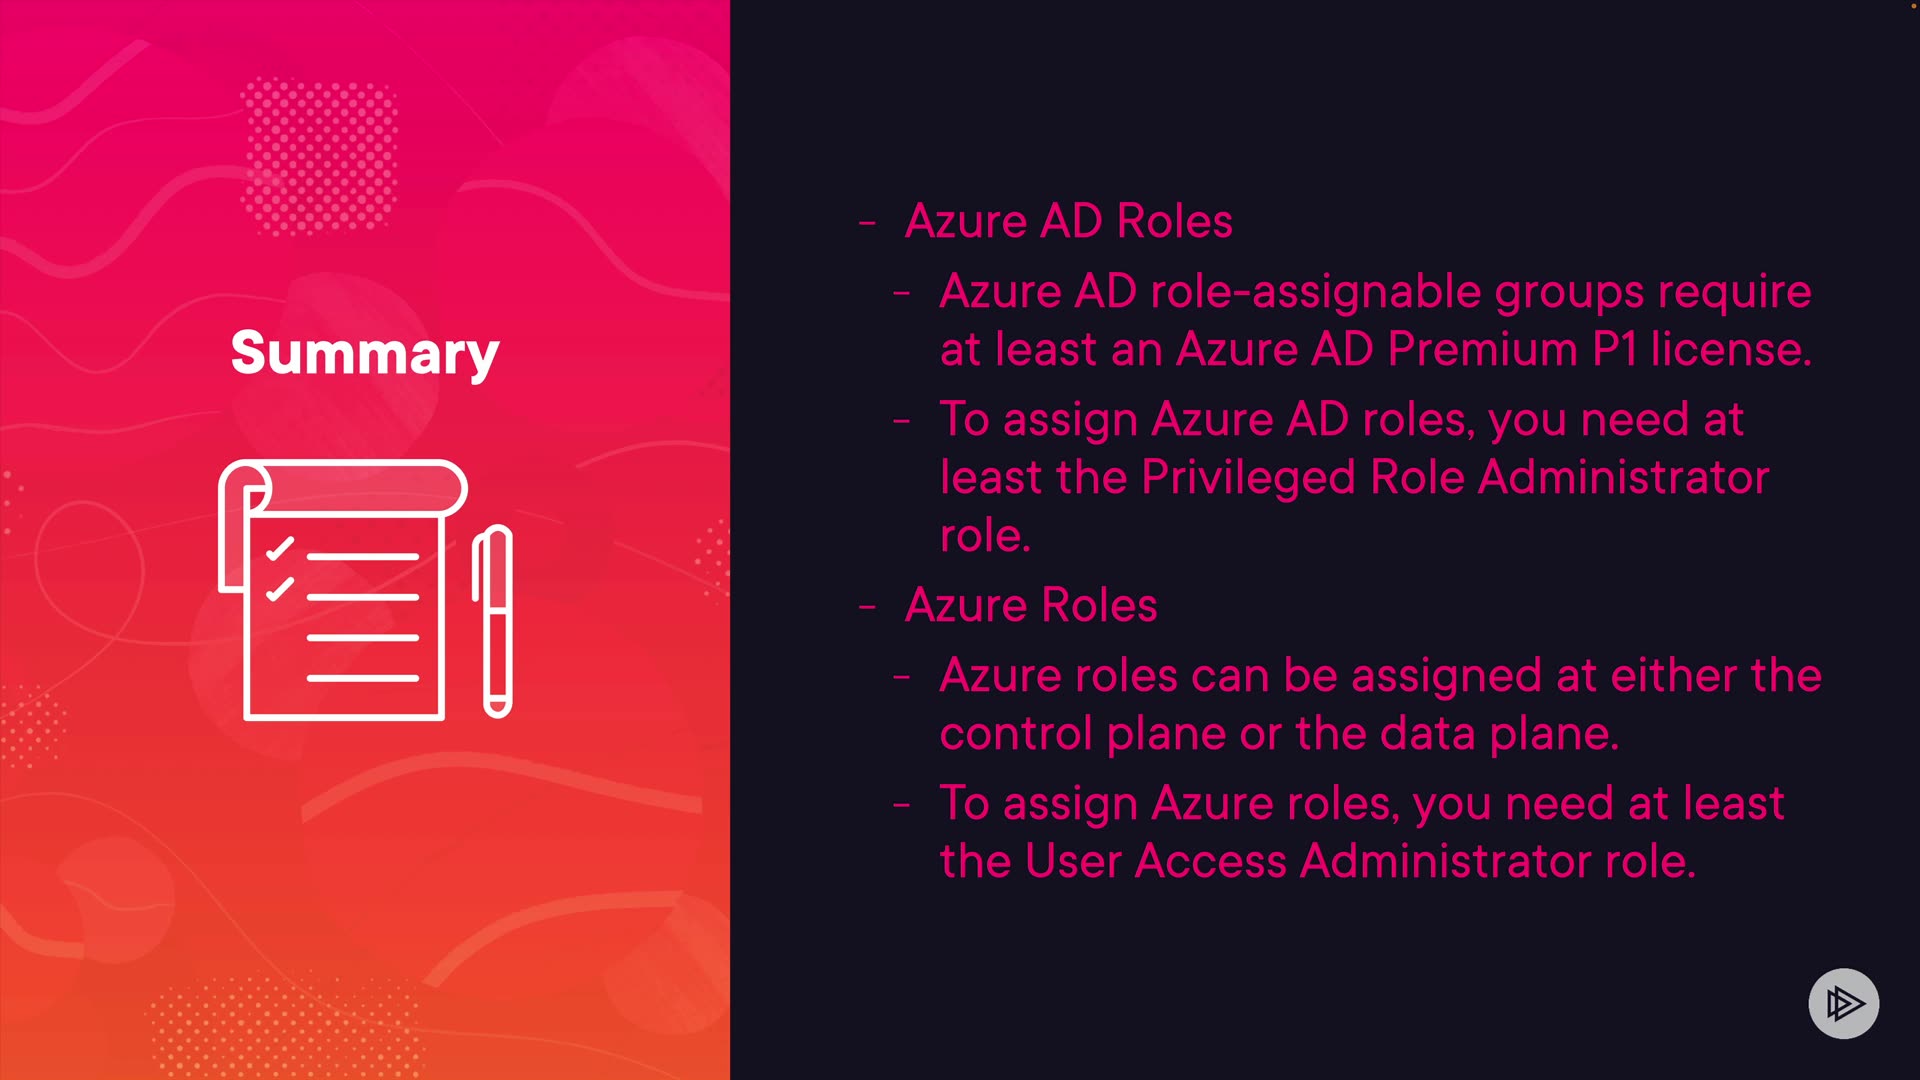 Summary
- Azure AD Roles
- Azure AD role-assignable groups require
at least an Azure AD Premium P1 license.
- To assign Azure AD roles, you need at
least the Privileged Role Administrator
role.
- Azure Roles
- Azure roles can be assigned at either the
control plane or the data plane.
- To assign Azure roles, you need at least
the User Access Administrator role.